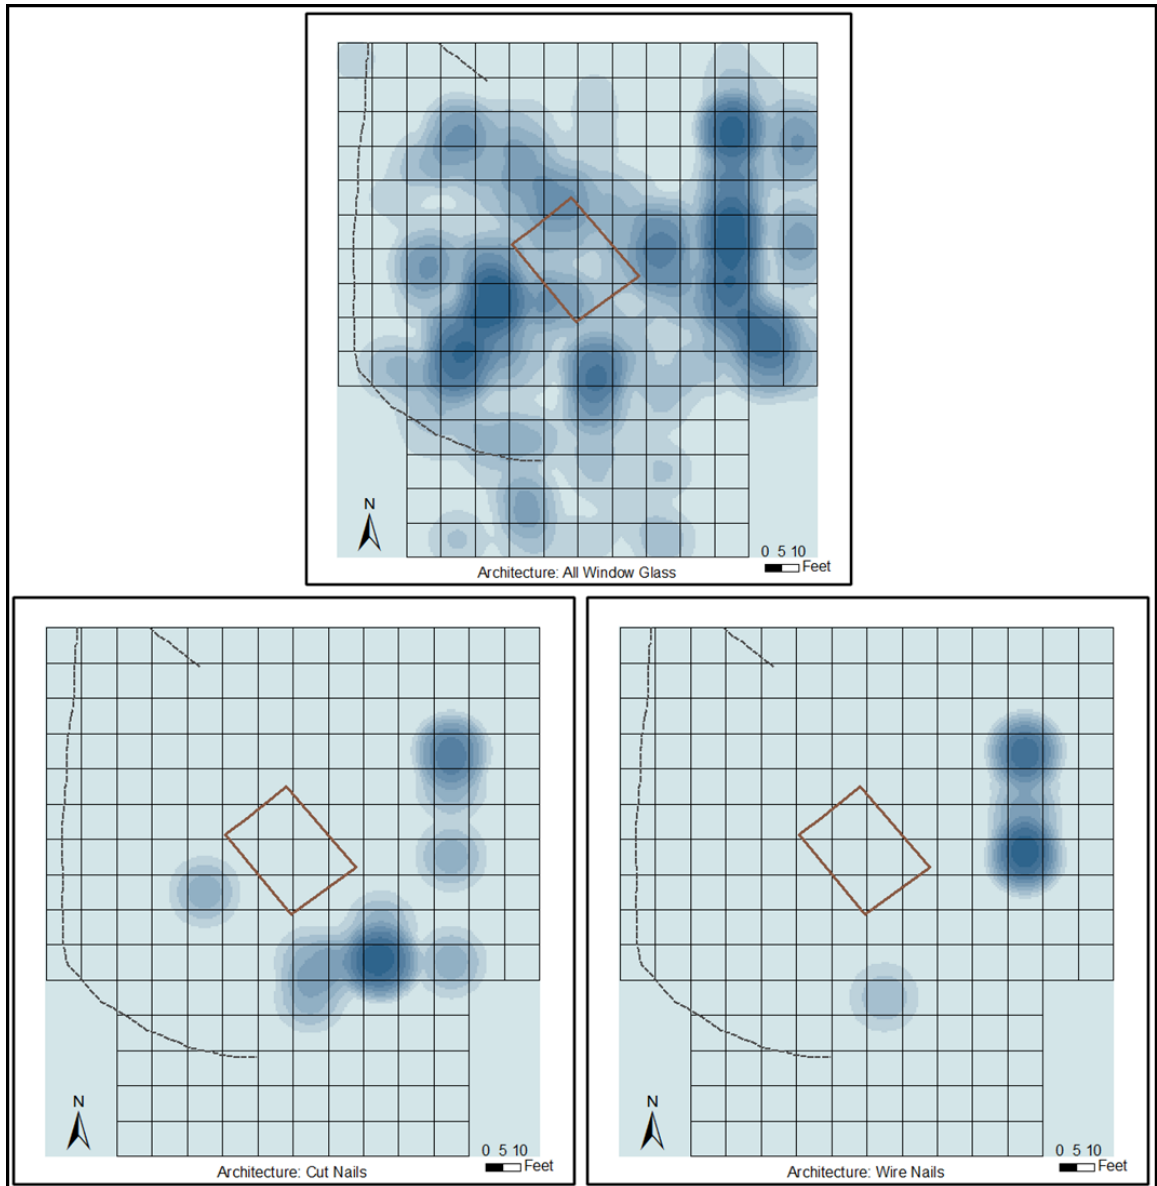 N
0 5 10
Feet
Architecture: All Window Glass
N
0 5 10
Feet
Architecture: Cut Nails
N
0 5 10
Feet
Architecture: Wire Nails